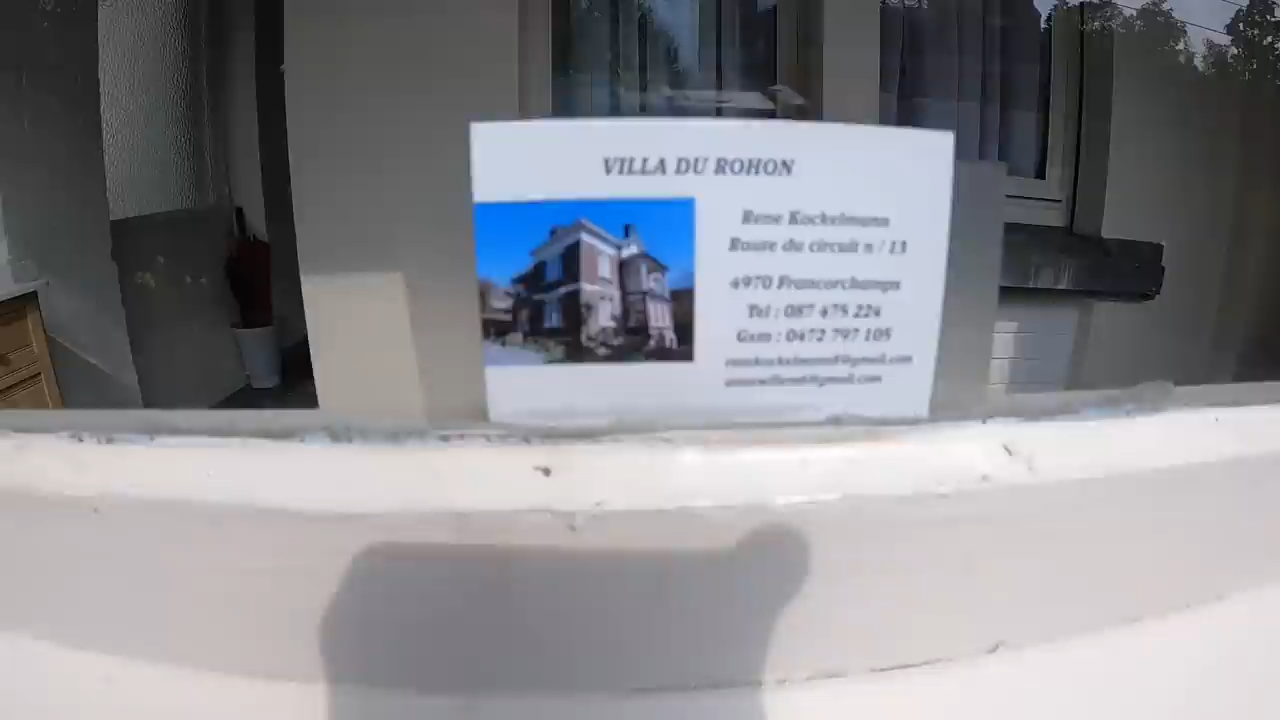 VILLA DU ROHON
Rene Kockelmann
Route du circuit n / 13
4970 Francorchamps
Tel : 087 475 224
Gsm : 0472 797 105